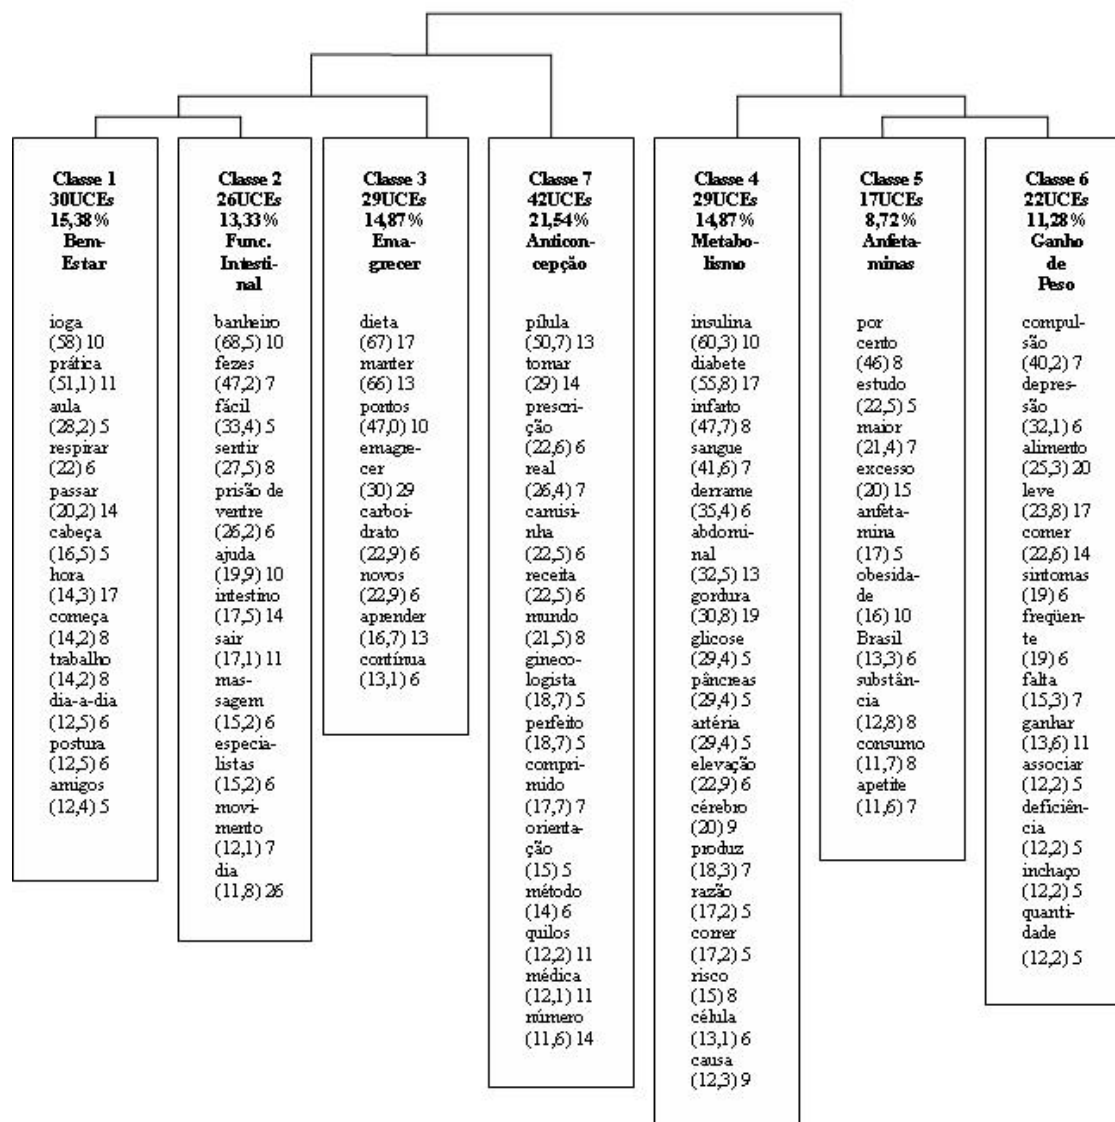 Classe 1
30UCEs
15,38%
Bem-
Estar
ioga
(58) 10
prática
(51,1) 11
aula
(28,2) 5
respirar
(22) 6
passar
(20,2) 14
cabeça
(16,5) 5
hora
(14,3) 17
começa
(14,2) 8
trabalho
(14,2) 8
dia-a-dia
(12,5) 6
postura
(12,5) 6
amigos
(12,4) 5
Classe 2
26UCEs
13,33%
Func.
Intesti-
nal
banheiro
(68,5) 10
fezes
(47,2) 7
fácil
(33,4) 5
sentir
(27,5) 8
prisão de
ventre
(26,2) 6
ajuda
(19,9) 10
intestino
(17,5) 14
sair
(17,1) 11
mas-
sagem
(15,2) 6
especia-
listas
(15,2) 6
movi-
mento
(12,1) 7
dia
(11,8) 26
Classe 3
29UCEs
14,87%
Ema-
grecer
dieta
(67) 17
manter
(66) 13
pontos
(47,0) 10
emagre-
cer
(30) 29
carboi-
drato
(22,9) 6
novos
(22,9) 6
aprender
(16,7) 13
contínua
(13,1) 6
Classe 7
42UCEs
21,54%
Anticon-
cepção
pílula
(50,7) 13
tomar
(29) 14
prescri-
ção
(22,6) 6
real
(26,4) 7
camisi-
nha
(22,5) 6
receita
(22,5) 6
mundo
(21,5) 8
gineco-
logista
(18,7) 5
perfeito
(18,7) 5
compri-
mido
(17,7) 7
orienta-
ção
(15) 5
método
(14) 6
quilos
(12,2) 11
médica
(12,1) 11
número
(11,6) 14
Classe 4
29UCEs
14,87%
Metabo-
lismo
insulina
(60,3) 10
diabete
(55,8) 17
infarto
(47,7) 8
sangue
(41,6) 7
derrame
(35,4) 6
abdomi-
nal
(32,5) 13
gordura
(30,8) 19
glicose
(29,4) 5
pâncreas
(29,4) 5
artéria
(29,4) 5
elevação
(22,9) 6
cérebro
(20) 9
produz
(18,3) 7
razão
(17,2) 5
correr
(17,2) 5
risco
(15) 8
célula
(13,1) 6
causa
(12,3) 9
Classe 5
17UCEs
8,72%
Anfeta-
minas
por
cento
(46) 8
estudo
(22,5) 5
maior
(21,4) 7
excesso
(20) 15
anfeta-
mina
(17) 5
obesida-
de
(16) 10
Brasil
(13,3) 6
substân-
cia
(12,8) 8
consumo
(11,7) 8
apetite
(11,6) 7
Classe 6
22UCEs
11,28%
Ganho
de
Peso
compul-
são
(40,2) 7
depres-
são
(32,1) 6
alimento
(25,3) 20
leve
(23,8) 17
comer
(22,6) 14
sintomas
(19) 6
freqüen-
te
(19) 6
falta
(15,3) 7
ganhar
(13,6) 11
associar
(12,2) 5
deficiên-
cia
(12,2) 5
inchaço
(12,2) 5
quanti-
dade
(12,2) 5